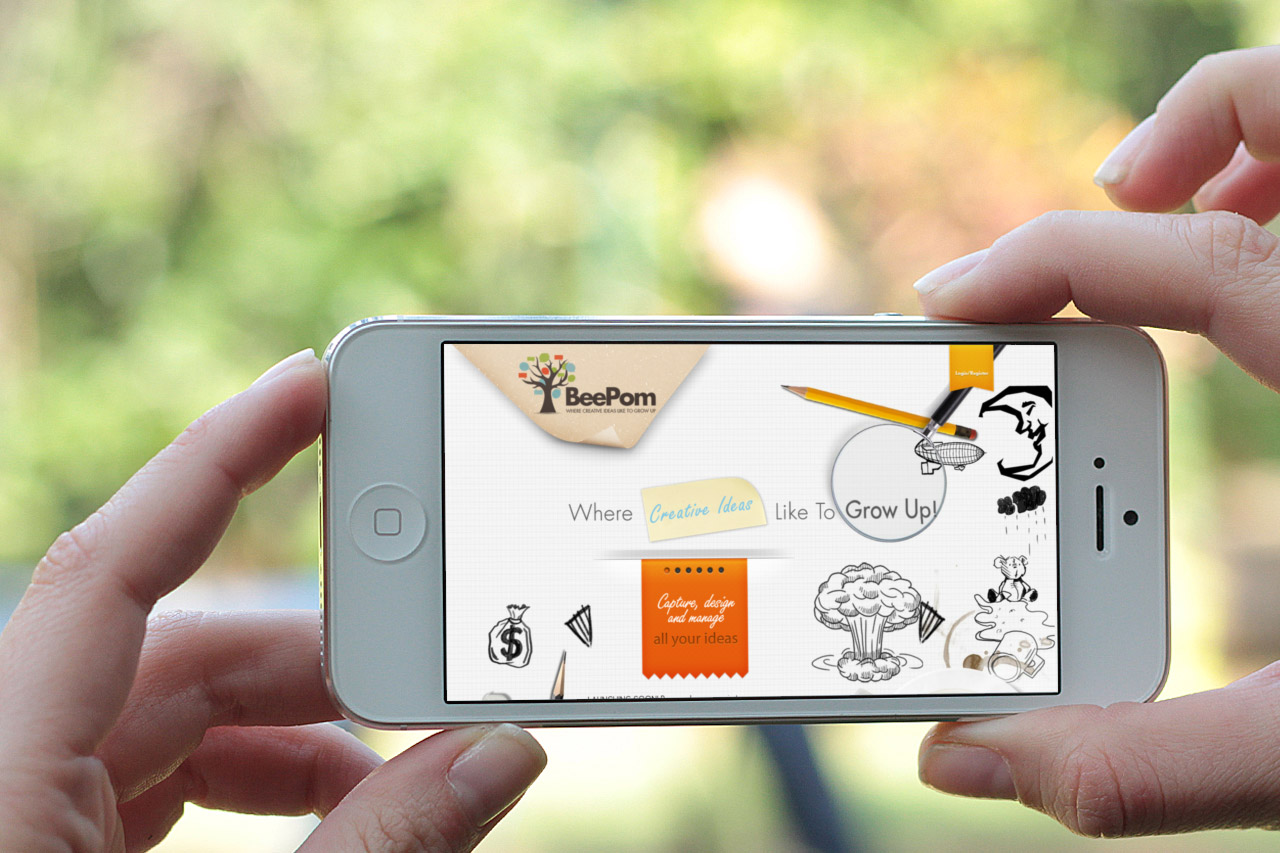 BeePom
WHERE CREATIVE IDEAS LIKE TO GROW UP
Login/Register
Where Creative Ideas Like To Grow Up!
Capture, design
and manage
all your ideas
$
LAUNCHING SOON!